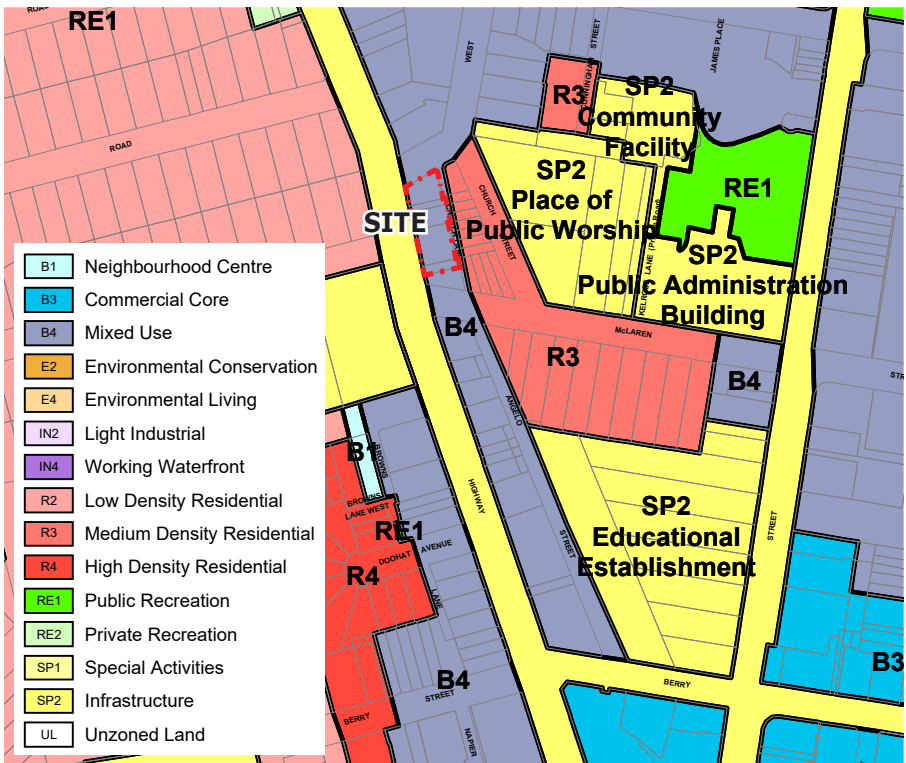 ROAD
RE1
WEST
STREET
JAMES PLACE
R3
SP2
Community
Facility
ROAD
SP2
Place of
Public Worship
RE1
SITE
CHURCH
STREET
SP2
Public Administration
Building
B4
McLAREN
R3
B4
ANGELO
STREET
B1
BROWNS
BROWNS
LANE WEST
RE1
DOOHAT AVENUE
R4
LANE
HIGHWAY
SP2
Educational
Establishment
STREET
B3
B4
STREET
BERRY
BERRY
NAPIER
B1 Neighbourhood Centre
B3 Commercial Core
B4 Mixed Use
E2 Environmental Conservation
E4 Environmental Living
IN2 Light Industrial
IN4 Working Waterfront
R2 Low Density Residential
R3 Medium Density Residential
R4 High Density Residential
RE1 Public Recreation
RE2 Private Recreation
SP1 Special Activities
SP2 Infrastructure
UL Unzoned Land